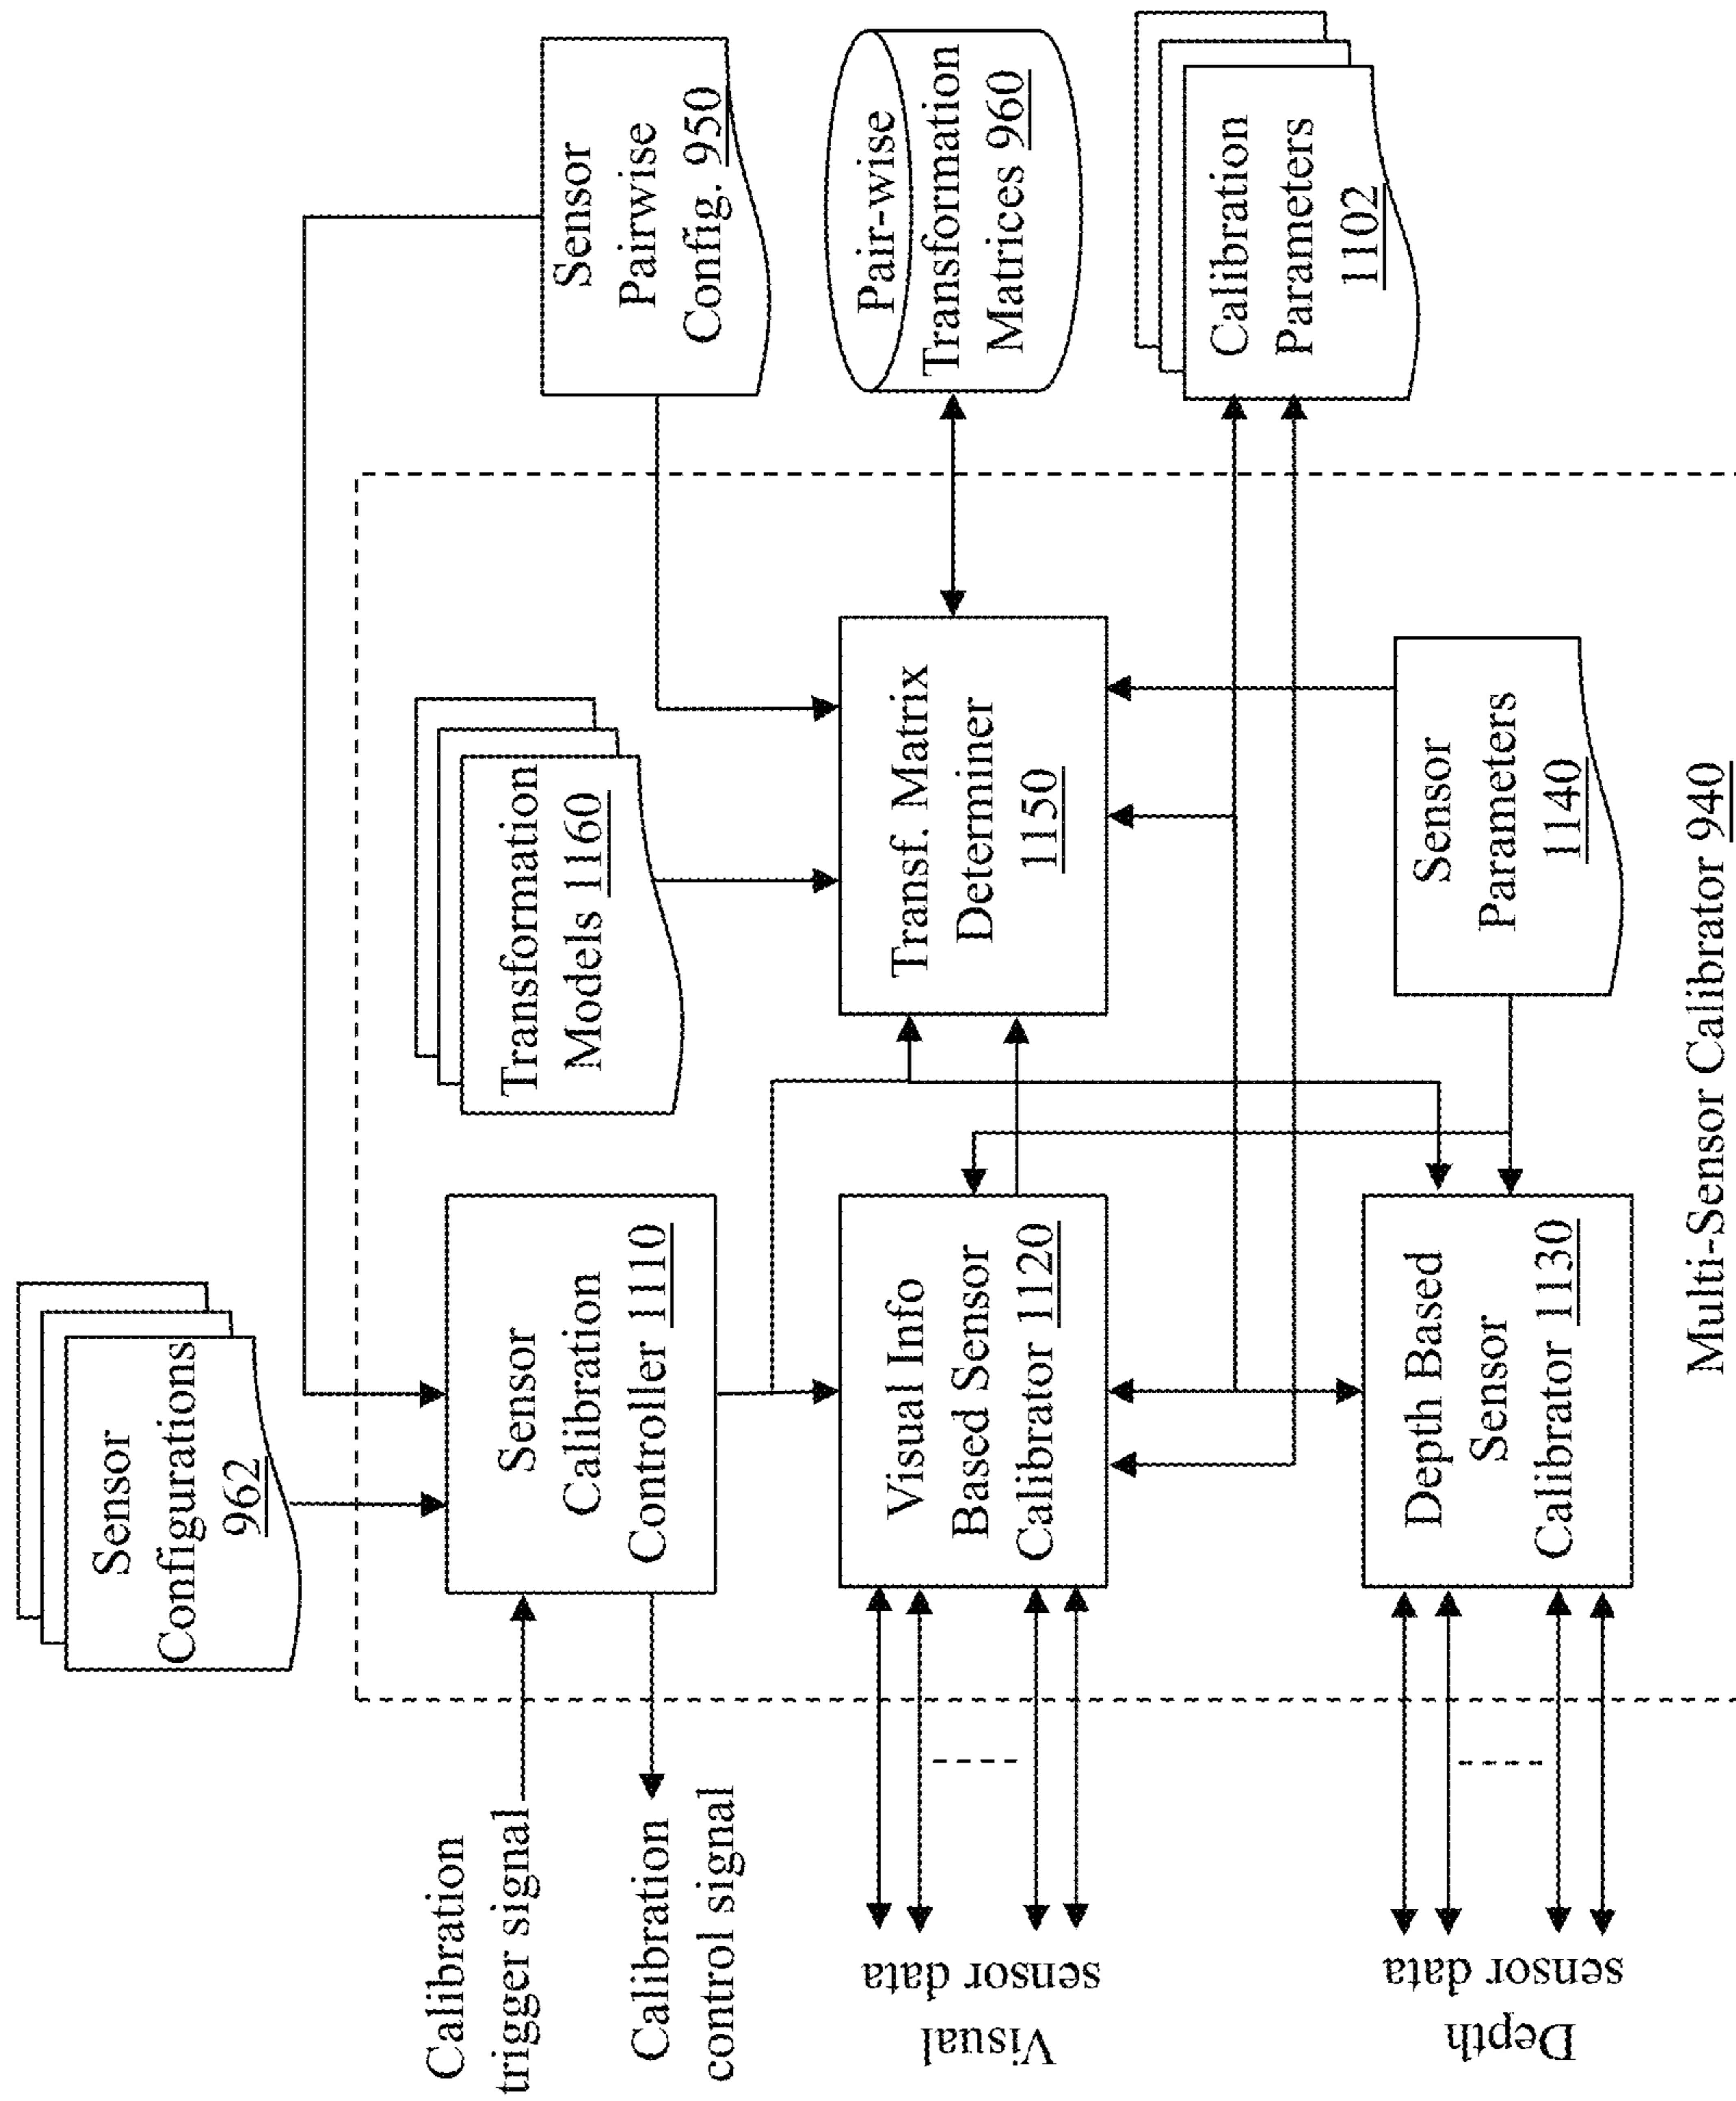 Sensor
Configurations
962
Calibration
trigger signal
Calibration
control signal
Sensor
Calibration
Controller 1110
Sensor
Pairwise
Config. 950
Transformation
Models 1160
Visual
sensor data
Visual Info
Based Sensor
Calibrator 1120
Transf. Matrix
Determiner
1150
Pair-wise
Transformation
Matrices 960
Calibration
Parameters
1102
Depth
sensor data
Depth Based
Sensor
Calibrator 1130
Sensor
Parameters
1140
Multi-Sensor Calibrator 940